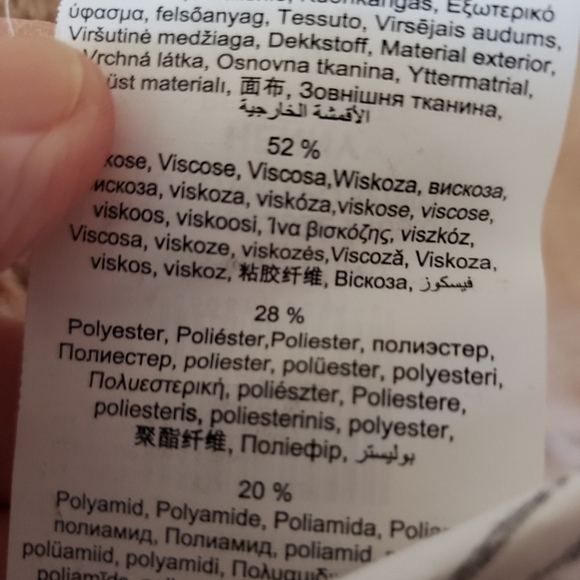 Εξωτερικό
ύφασμα, felsőanyag, Tessuto, Virsējais audums,
Viršutinė medžiaga, Dekkstoff, Material exterior,
Vrchná látka, Osnovna tkanina, Yttermatrial,
üst materialı, 面布, Зовнішня тканина,
الأقمشة الخارجية
52 %
Viscose, Viscosa,Wiskoza, вискоза,
viskoza, viskóza,viskose, viscose,
viskoos, viskoosi, Ίνα βισκόζης, viszkóz,
Viscosa, viskoze, viskozės,Viscoză, Viskoza,
viskos, viskoz, 粘胶纤维, Віскоза, فيسكوز
28 %
Polyester, Poliéster,Poliester, полиэстер,
Полиестер, poliester, polüester, polyesteri,
Πολυεστερική, poliészter, Poliestere,
poliesteris, poliesterinis, polyester,
聚酯纤维, Поліефір, بوليستر
20 %
Polyamid, Polyamide, Poliamida,
полиамид, Полиамид, poliamid
polüamiid, polyamidi,